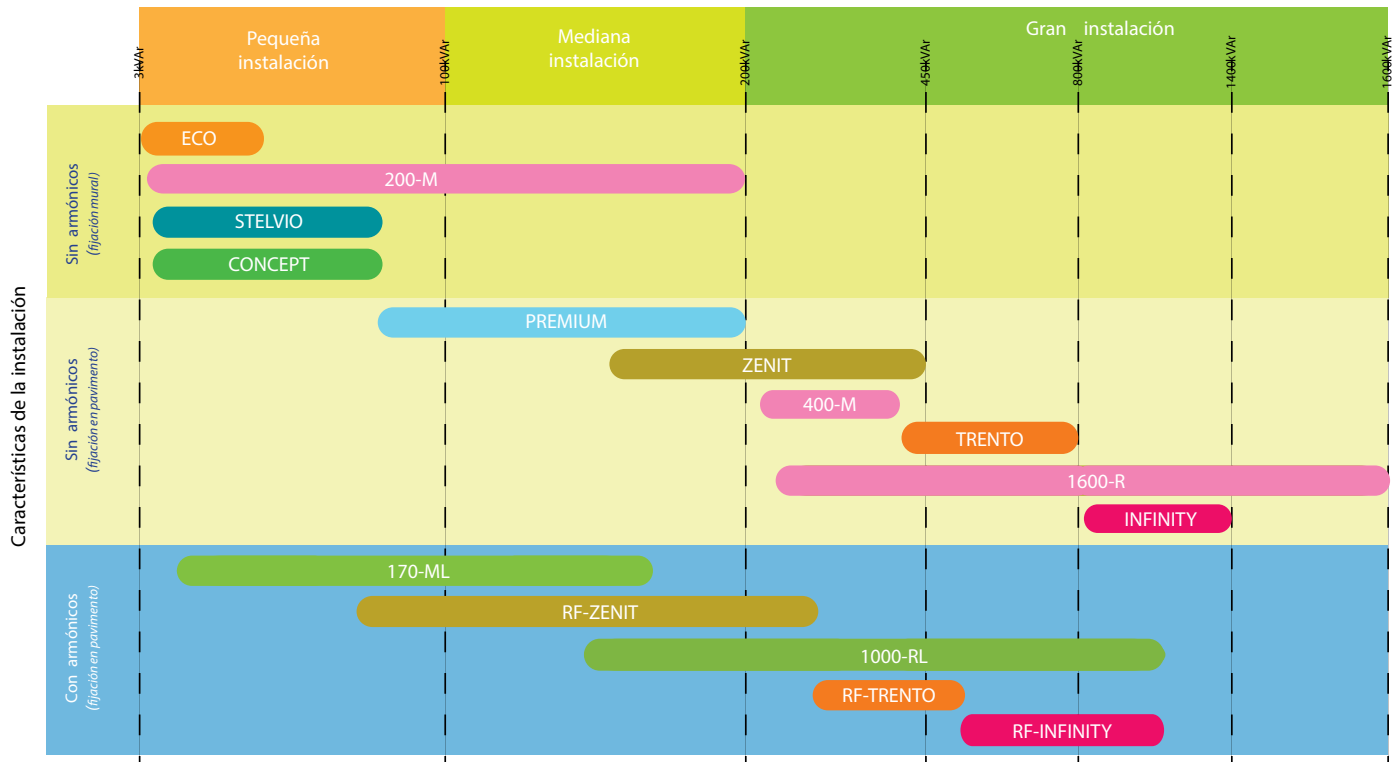 Pequeña
instalación
Mediana
instalación
Gran instalación
3kVAr
100kVAr
200kVAr
450kVAr
800kVAr
1400kVAr
1600kVAr
Características de la instalación
Sin armónicos
(fijación mural)
ECO
200-M
STELVIO
CONCEPT
Sin armónicos
(fijación en pavimento)
PREMIUM
ZENIT
400-M
TRENTO
1600-R
INFINITY
Con armónicos
(fijación en pavimento)
170-ML
RF-ZENIT
1000-RL
RF-TRENTO
RF-INFINITY